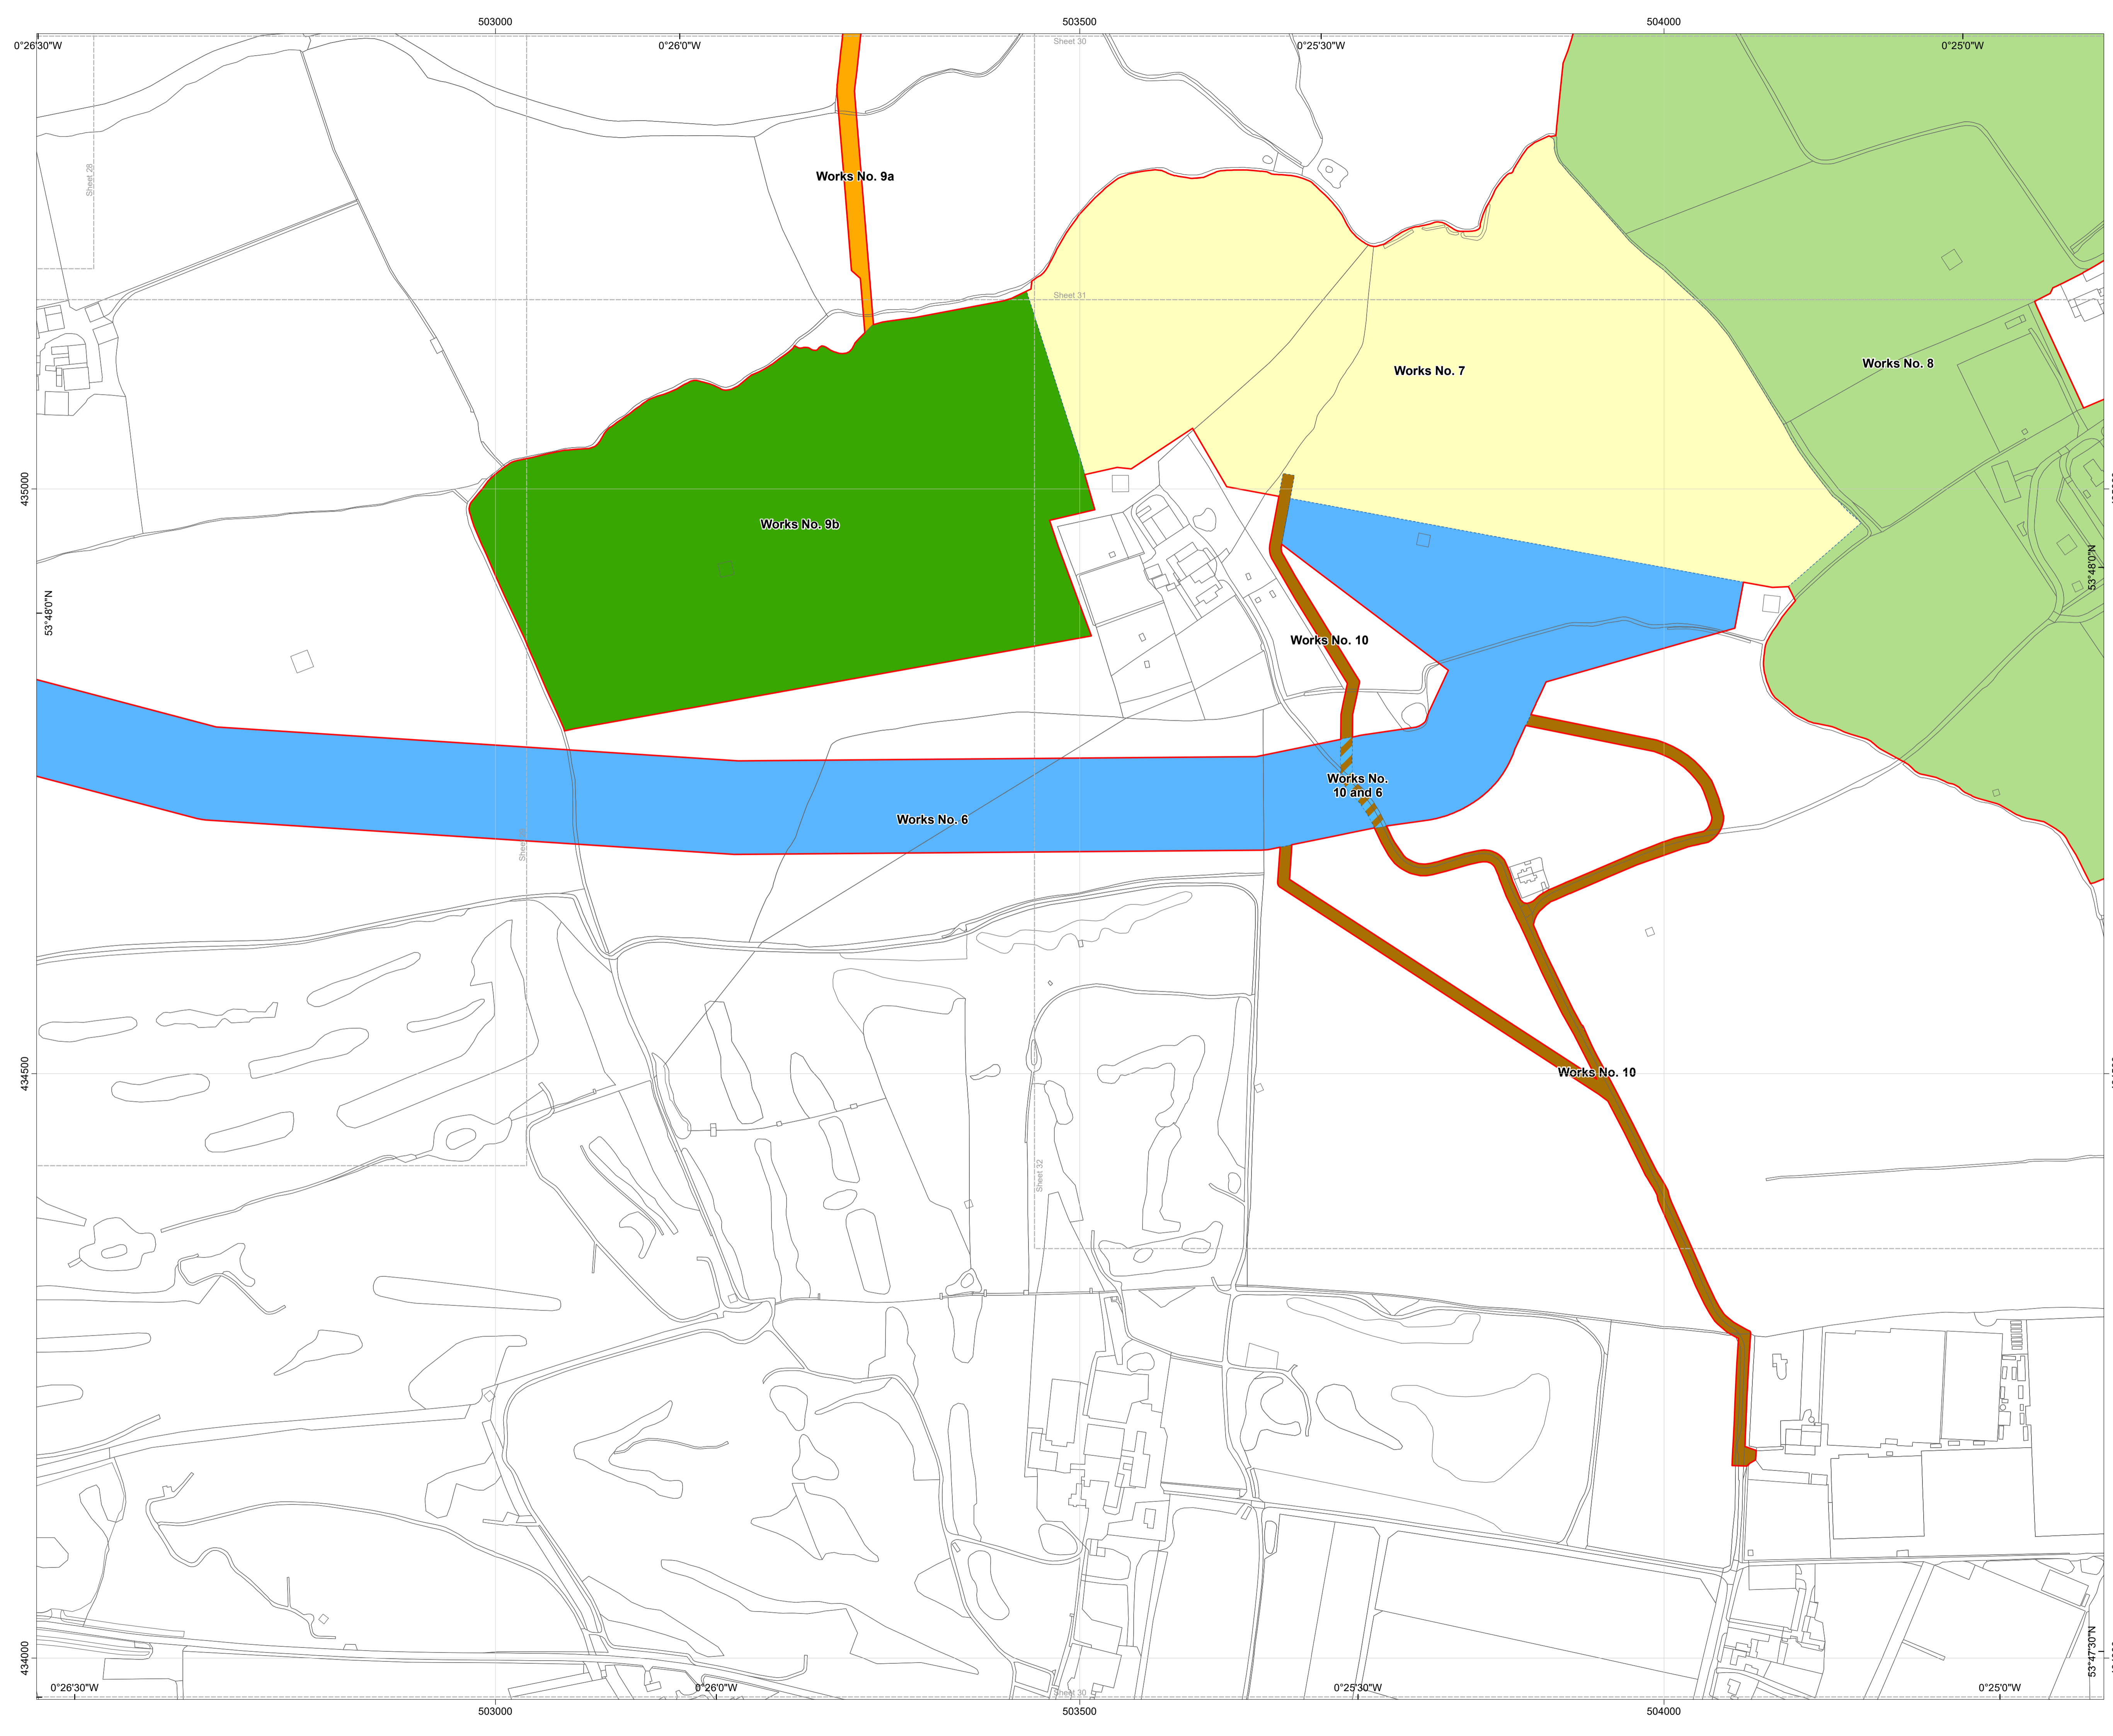 503000
503500
504000
0°26'30"W
0°26'0"W
Sheet 30
0°25'30"W
0°25'0"W
Sheet 28
Works No. 9a
Sheet 31
Works No. 7
Works No. 8
435000
Works No. 9b
53°48'0"N
53°48'0"N
Works No. 10
Works No.
10 and 6
Works No. 6
434500
Works No. 10
Sheet 32
434000
53°47'30"N
0°26'30"W
0°26'0"W
Sheet 30
0°25'30"W
0°25'0"W
503000
503500
504000